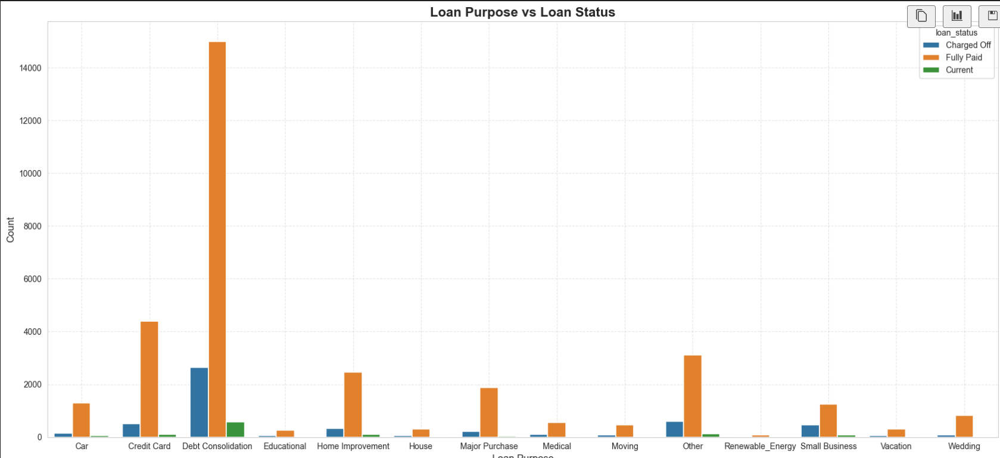 Loan Purpose vs Loan Status
loan_status
Charged Off
Fully Paid
Current
14000
12000
10000
8000
6000
4000
2000
0
Count
Car
Credit Card
Debt Consolidation
Educational
Home Improvement
House
Major Purchase
Medical
Moving
Other
Renewable_Energy
Small Business
Vacation
Wedding
Loan Purpose